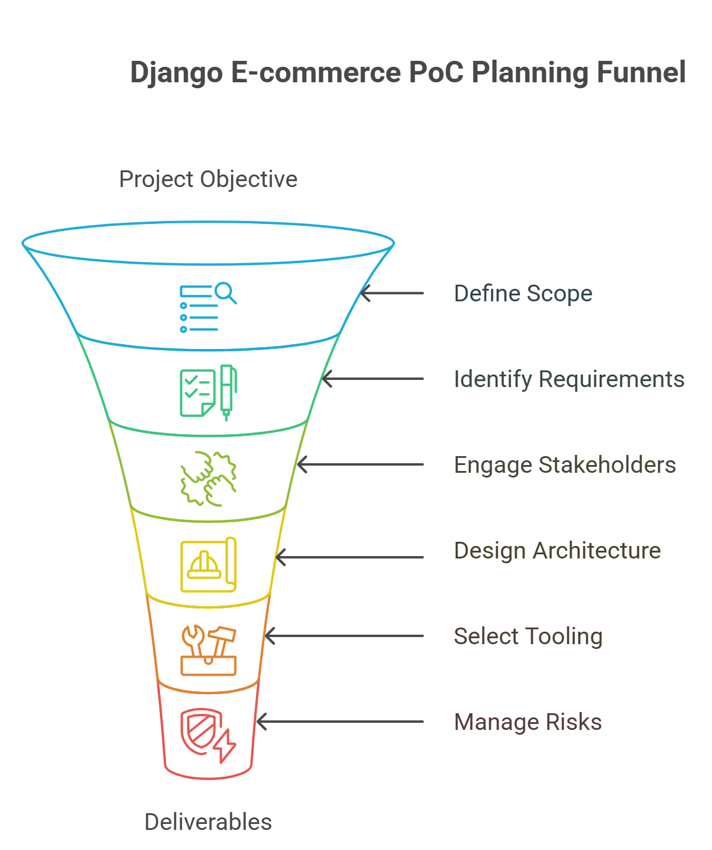 Django E-commerce PoC Planning Funnel
Project Objective
Define Scope
Identify Requirements
Engage Stakeholders
Design Architecture
Select Tooling
Manage Risks
Deliverables